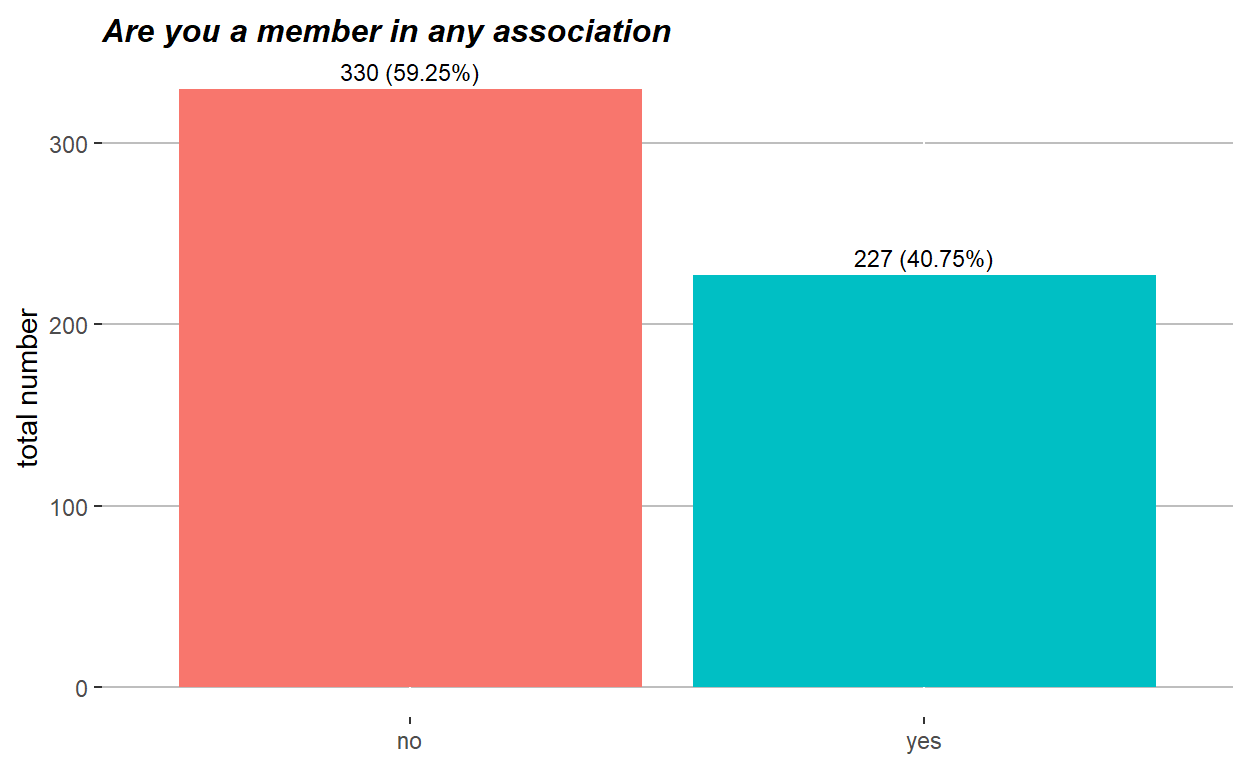 Are you a member in any association
330 (59.25%)
300
227 (40.75%)
200
total number
100
0
no
yes